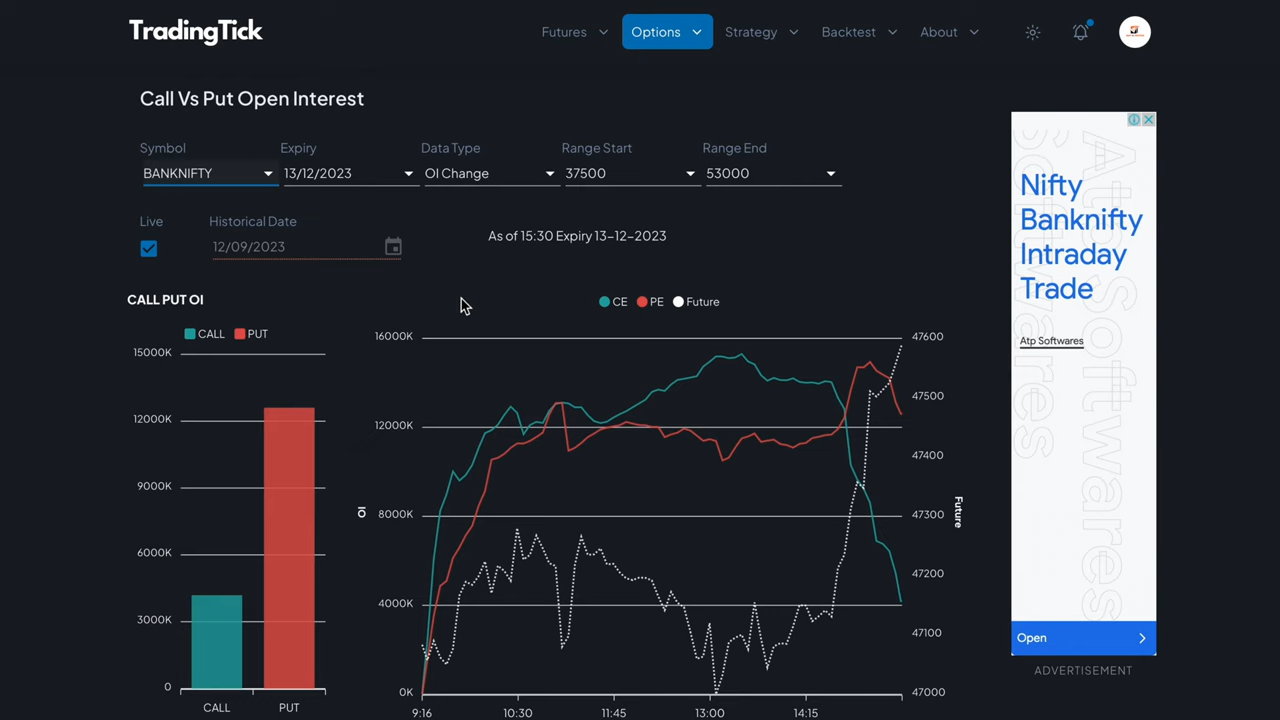 TradingTick
Futures Options Strategy Backtest About
Call Vs Put Open Interest
Symbol Expiry Data Type Range Start Range End
BANKNIFTY 13/12/2023 OI Change 37500 53000
Live Historical Date
12/09/2023
As of 15:30 Expiry 13-12-2023
CALL PUT OI
CALL PUT
15000K
12000K
9000K
6000K
3000K
0
CALL PUT
CE PE Future
16000K
12000K
8000K
4000K
0K
OI
47600
47500
47400
47300
47200
47100
47000
Future
9:16 10:30 11:45 13:00 14:15
Nifty
Banknifty
Intraday
Trade
Atp Softwares
Atp Softwares
Softwares
Open
ADVERTISEMENT